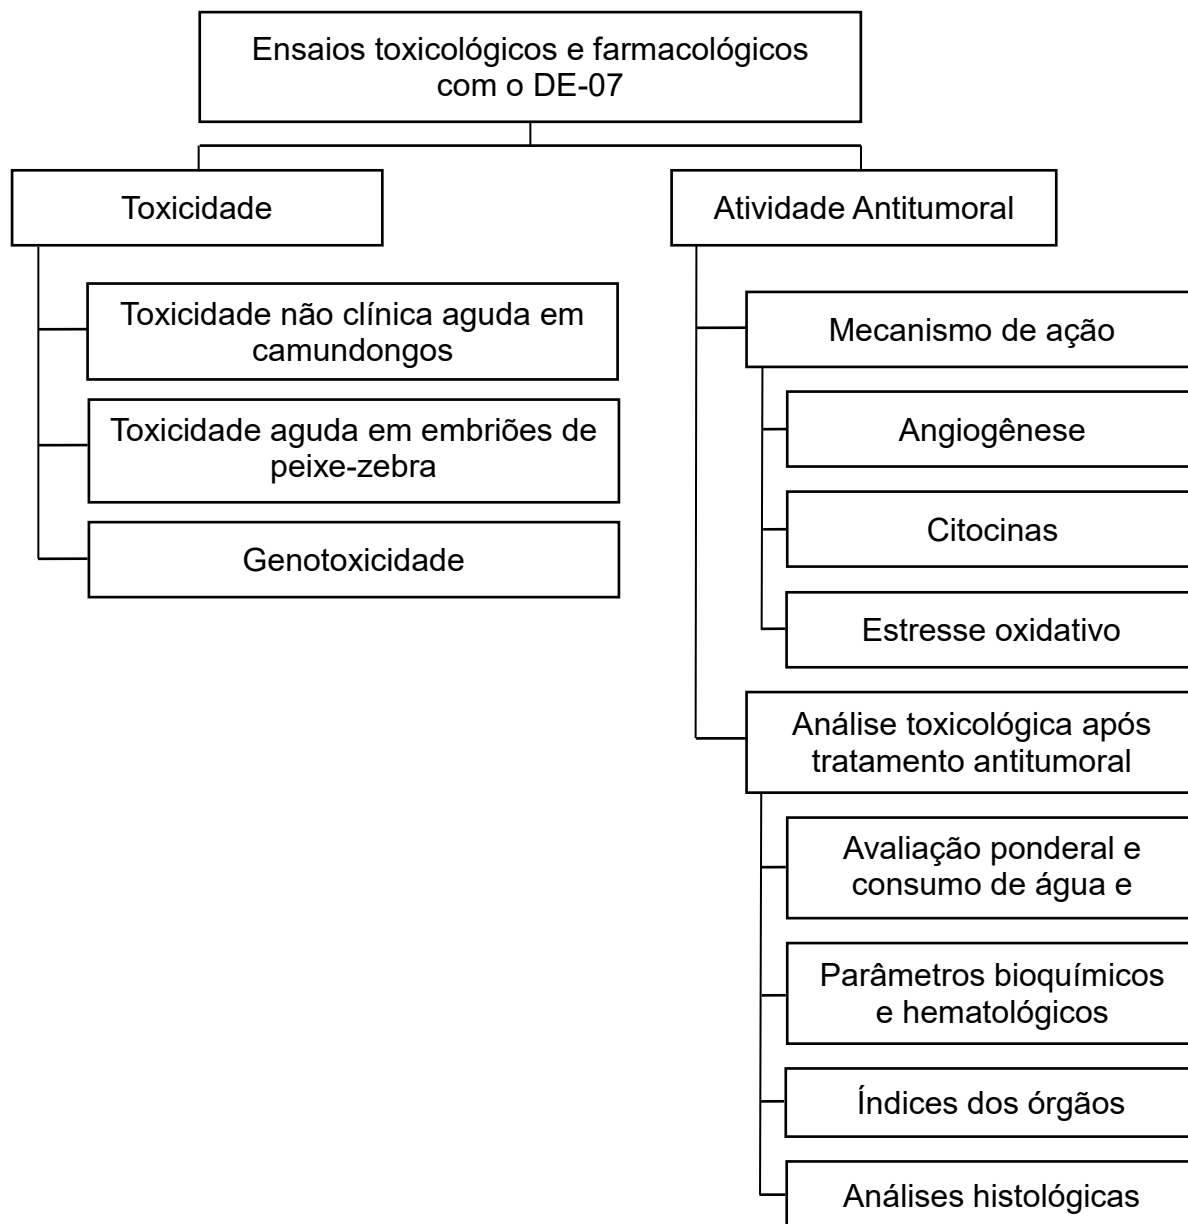 Ensaios toxicológicos e farmacológicos
com o DE-07
Toxicidade
Atividade Antitumoral
Toxicidade não clínica aguda em
camundongos
Toxicidade aguda em embriões de
peixe-zebra
Genotoxicidade
Mecanismo de ação
Angiogênese
Citocinas
Estresse oxidativo
Análise toxicológica após
tratamento antitumoral
Avaliação ponderal e
consumo de água e
Parâmetros bioquímicos
e hematológicos
Índices dos órgãos
Análises histológicas